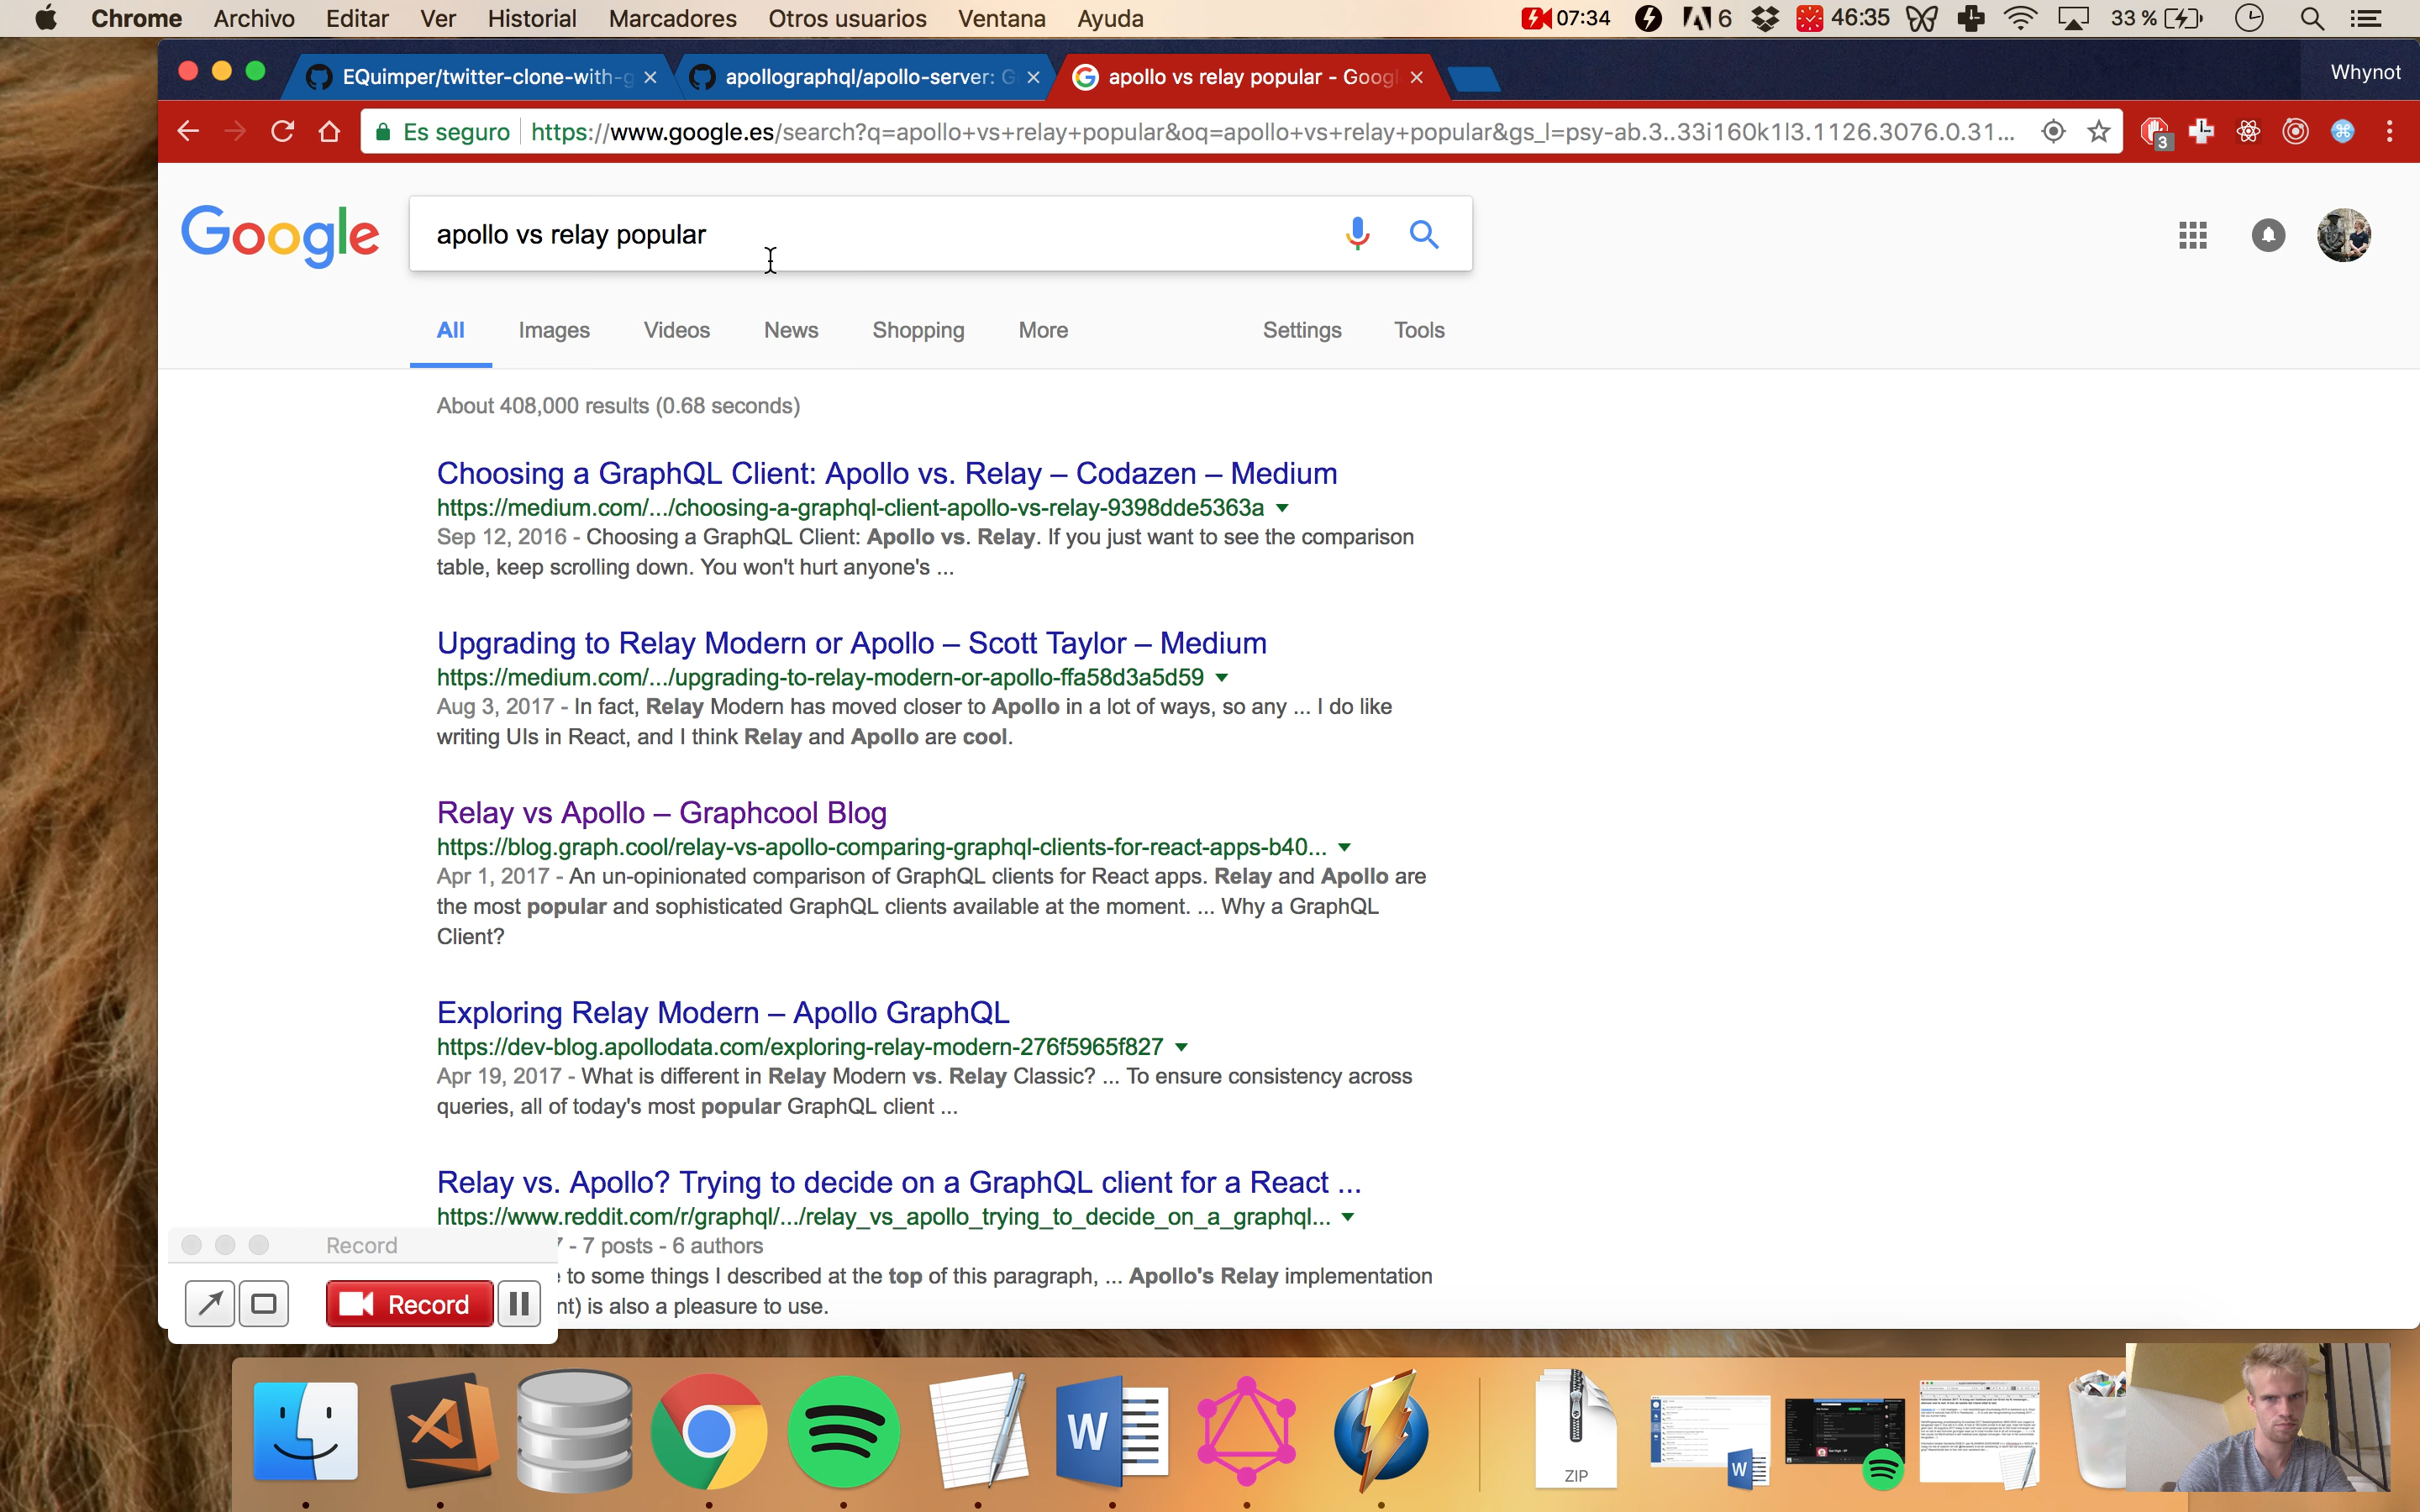 Chrome Archivo Editar Ver Historial Marcadores Otros usuarios Ventana Ayuda 07:34 6 46:35 33 %
EQuimper/twitter-clone-with-g apollographql/apollo-server: G apollo vs relay popular - Googl Whynot
Es seguro https://www.google.es/search?q=apollo+vs+relay+popular&oq=apollo+vs+relay+popular&gs_l=psy-ab.3..33i160k1l3.1126.3076.0.31... 3
Google apollo vs relay popular
All Images Videos News Shopping More Settings Tools
About 408,000 results (0.68 seconds)
Choosing a GraphQL Client: Apollo vs. Relay – Codazen – Medium
https://medium.com/.../choosing-a-graphql-client-apollo-vs-relay-9398dde5363a
Sep 12, 2016 - Choosing a GraphQL Client: Apollo vs. Relay. If you just want to see the comparison
table, keep scrolling down. You won't hurt anyone's ...
Upgrading to Relay Modern or Apollo – Scott Taylor – Medium
https://medium.com/.../upgrading-to-relay-modern-or-apollo-ffa58d3a5d59
Aug 3, 2017 - In fact, Relay Modern has moved closer to Apollo in a lot of ways, so any ... I do like
writing UIs in React, and I think Relay and Apollo are cool.
Relay vs Apollo – Graphcool Blog
https://blog.graph.cool/relay-vs-apollo-comparing-graphql-clients-for-react-apps-b40...
Apr 1, 2017 - An un-opinionated comparison of GraphQL clients for React apps. Relay and Apollo are
the most popular and sophisticated GraphQL clients available at the moment. ... Why a GraphQL
Client?
Exploring Relay Modern – Apollo GraphQL
https://dev-blog.apollodata.com/exploring-relay-modern-276f5965f827
Apr 19, 2017 - What is different in Relay Modern vs. Relay Classic? ... To ensure consistency across
queries, all of today's most popular GraphQL client ...
Relay vs. Apollo? Trying to decide on a GraphQL client for a React ...
https://www.reddit.com/r/graphql/.../relay_vs_apollo_trying_to_decide_on_a_graphql...
Record - 7 posts - 6 authors
to some things I described at the top of this paragraph, ... Apollo's Relay implementation
Record nt) is also a pleasure to use.
W ZIP W